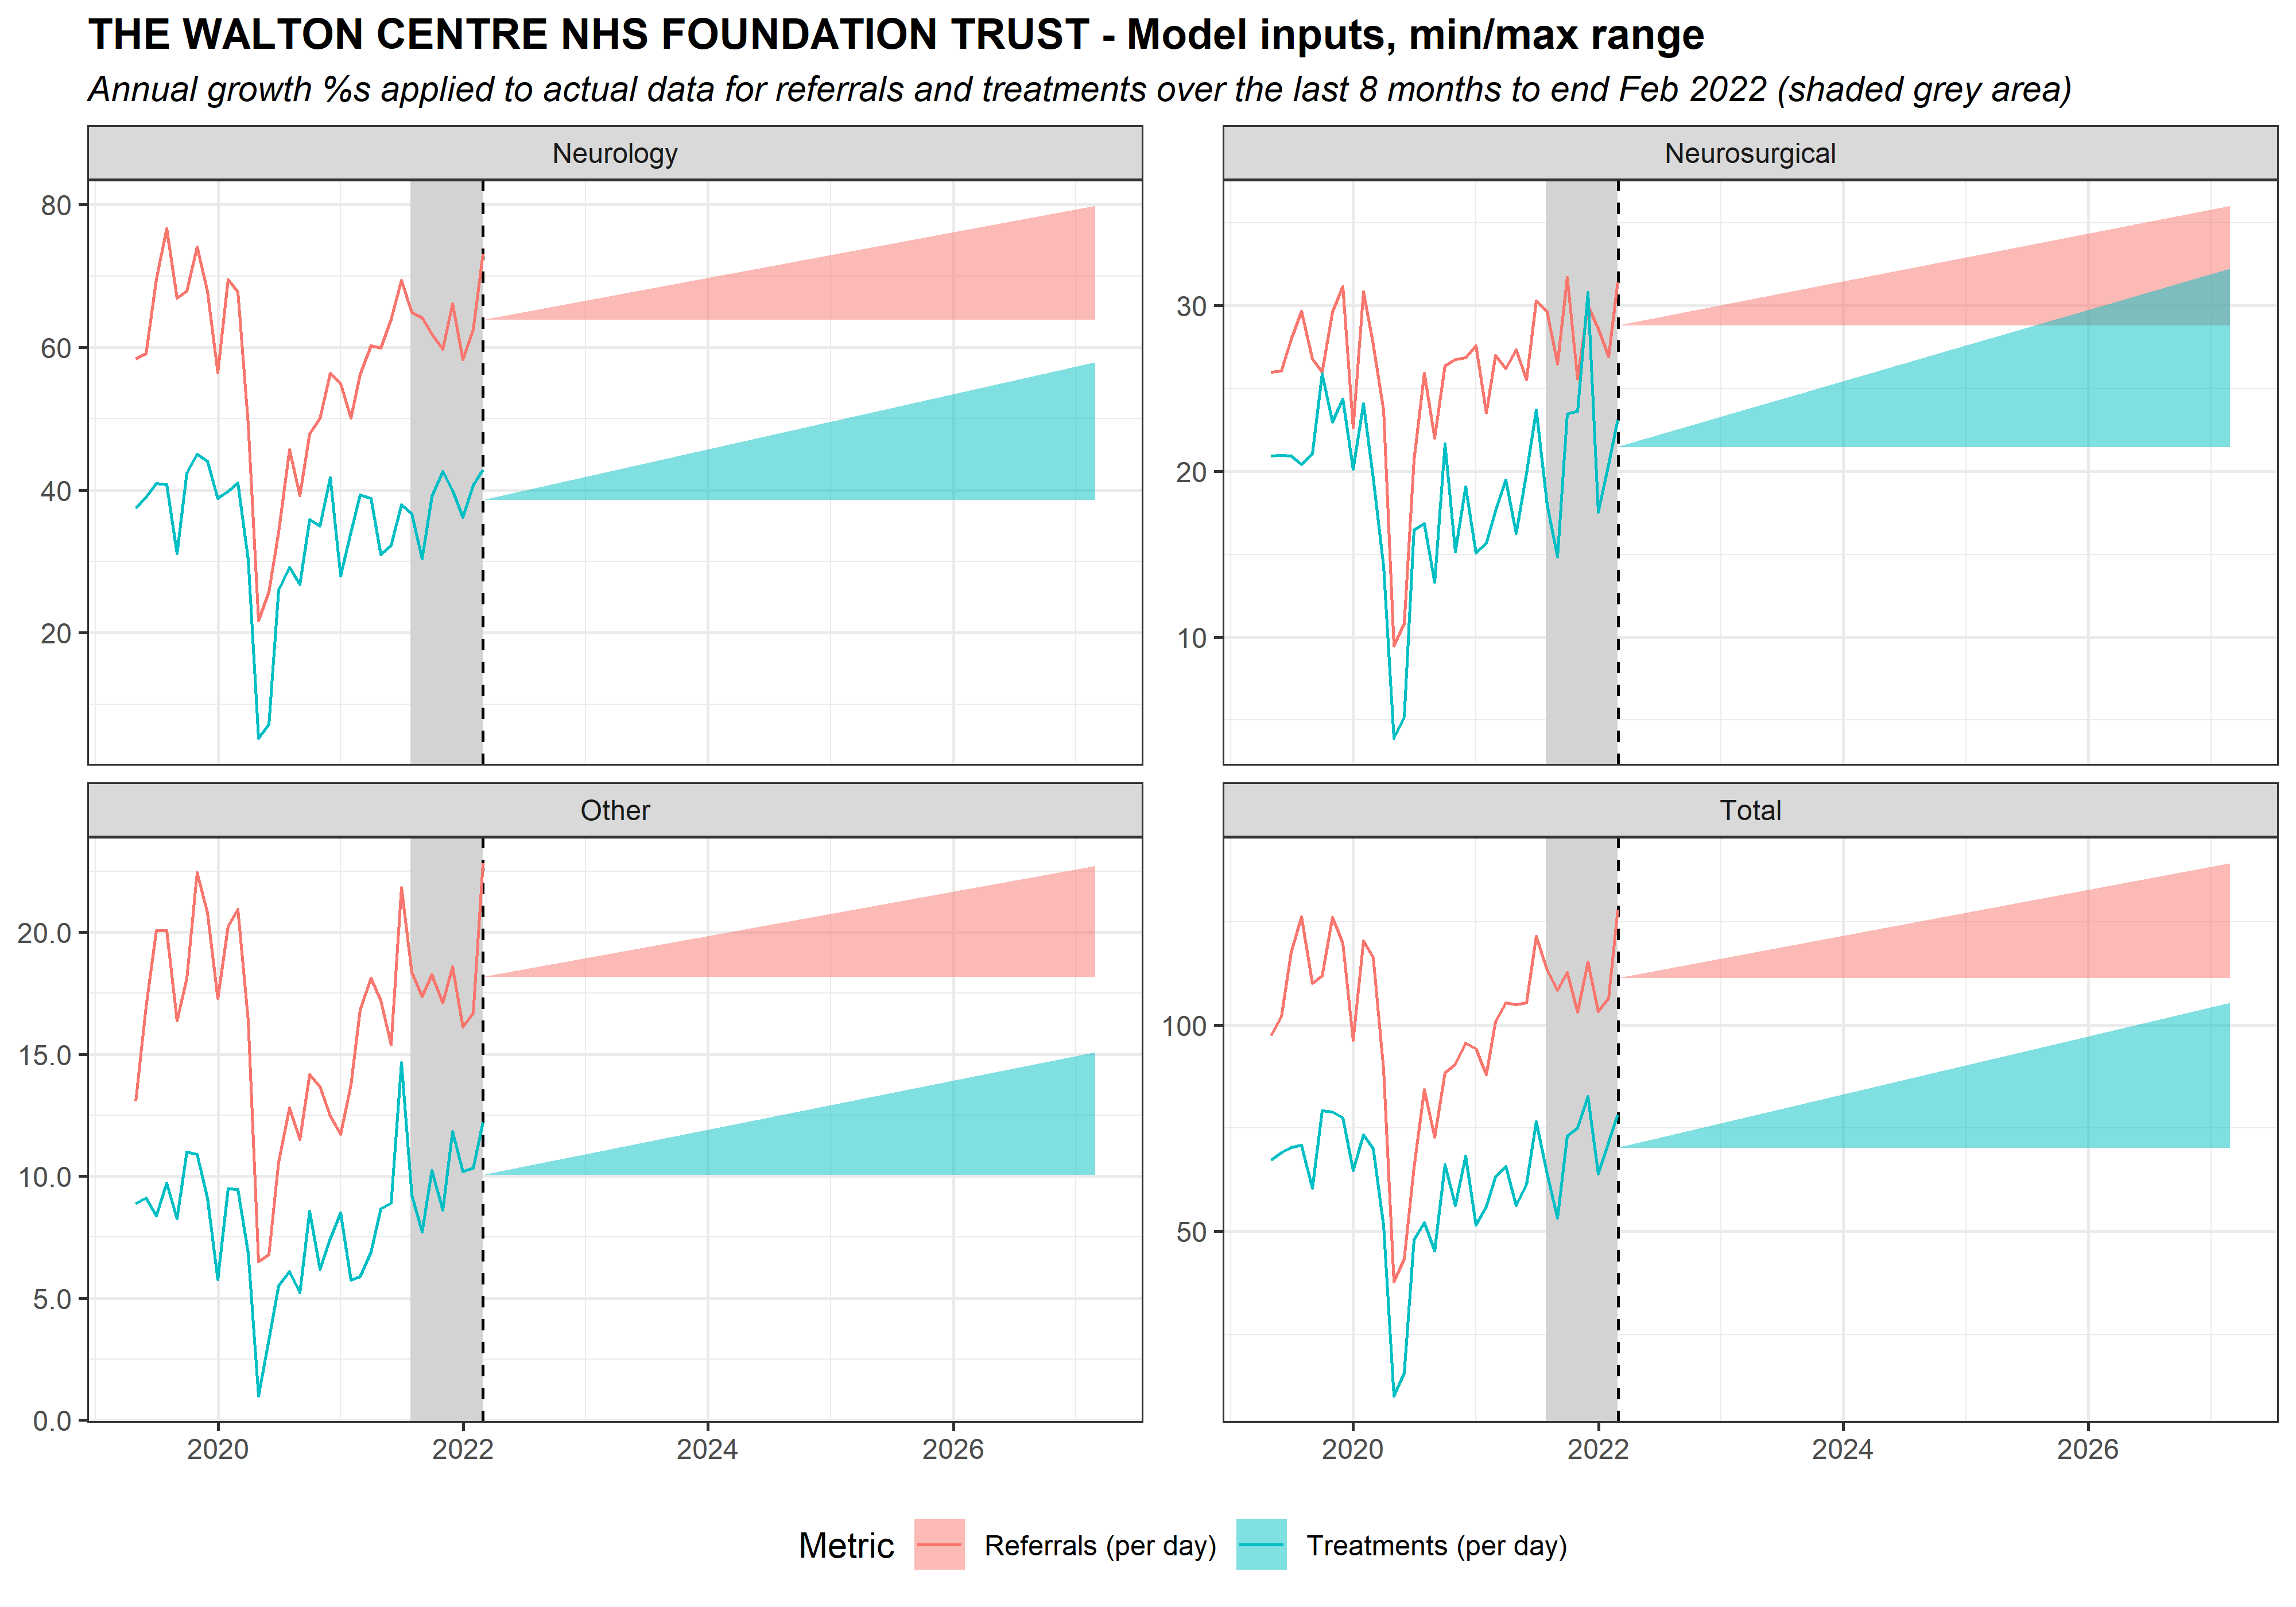 THE WALTON CENTRE NHS FOUNDATION TRUST - Model inputs, min/max range
Annual growth %s applied to actual data for referrals and treatments over the last 8 months to end Feb 2022 (shaded grey area)
Neurology
80
60
40
20
Neurosurgical
30
20
10
Other
20.0
15.0
10.0
5.0
0.0
2020 2022 2024 2026
Total
100
50
2020 2022 2024 2026
Metric Referrals (per day) Treatments (per day)